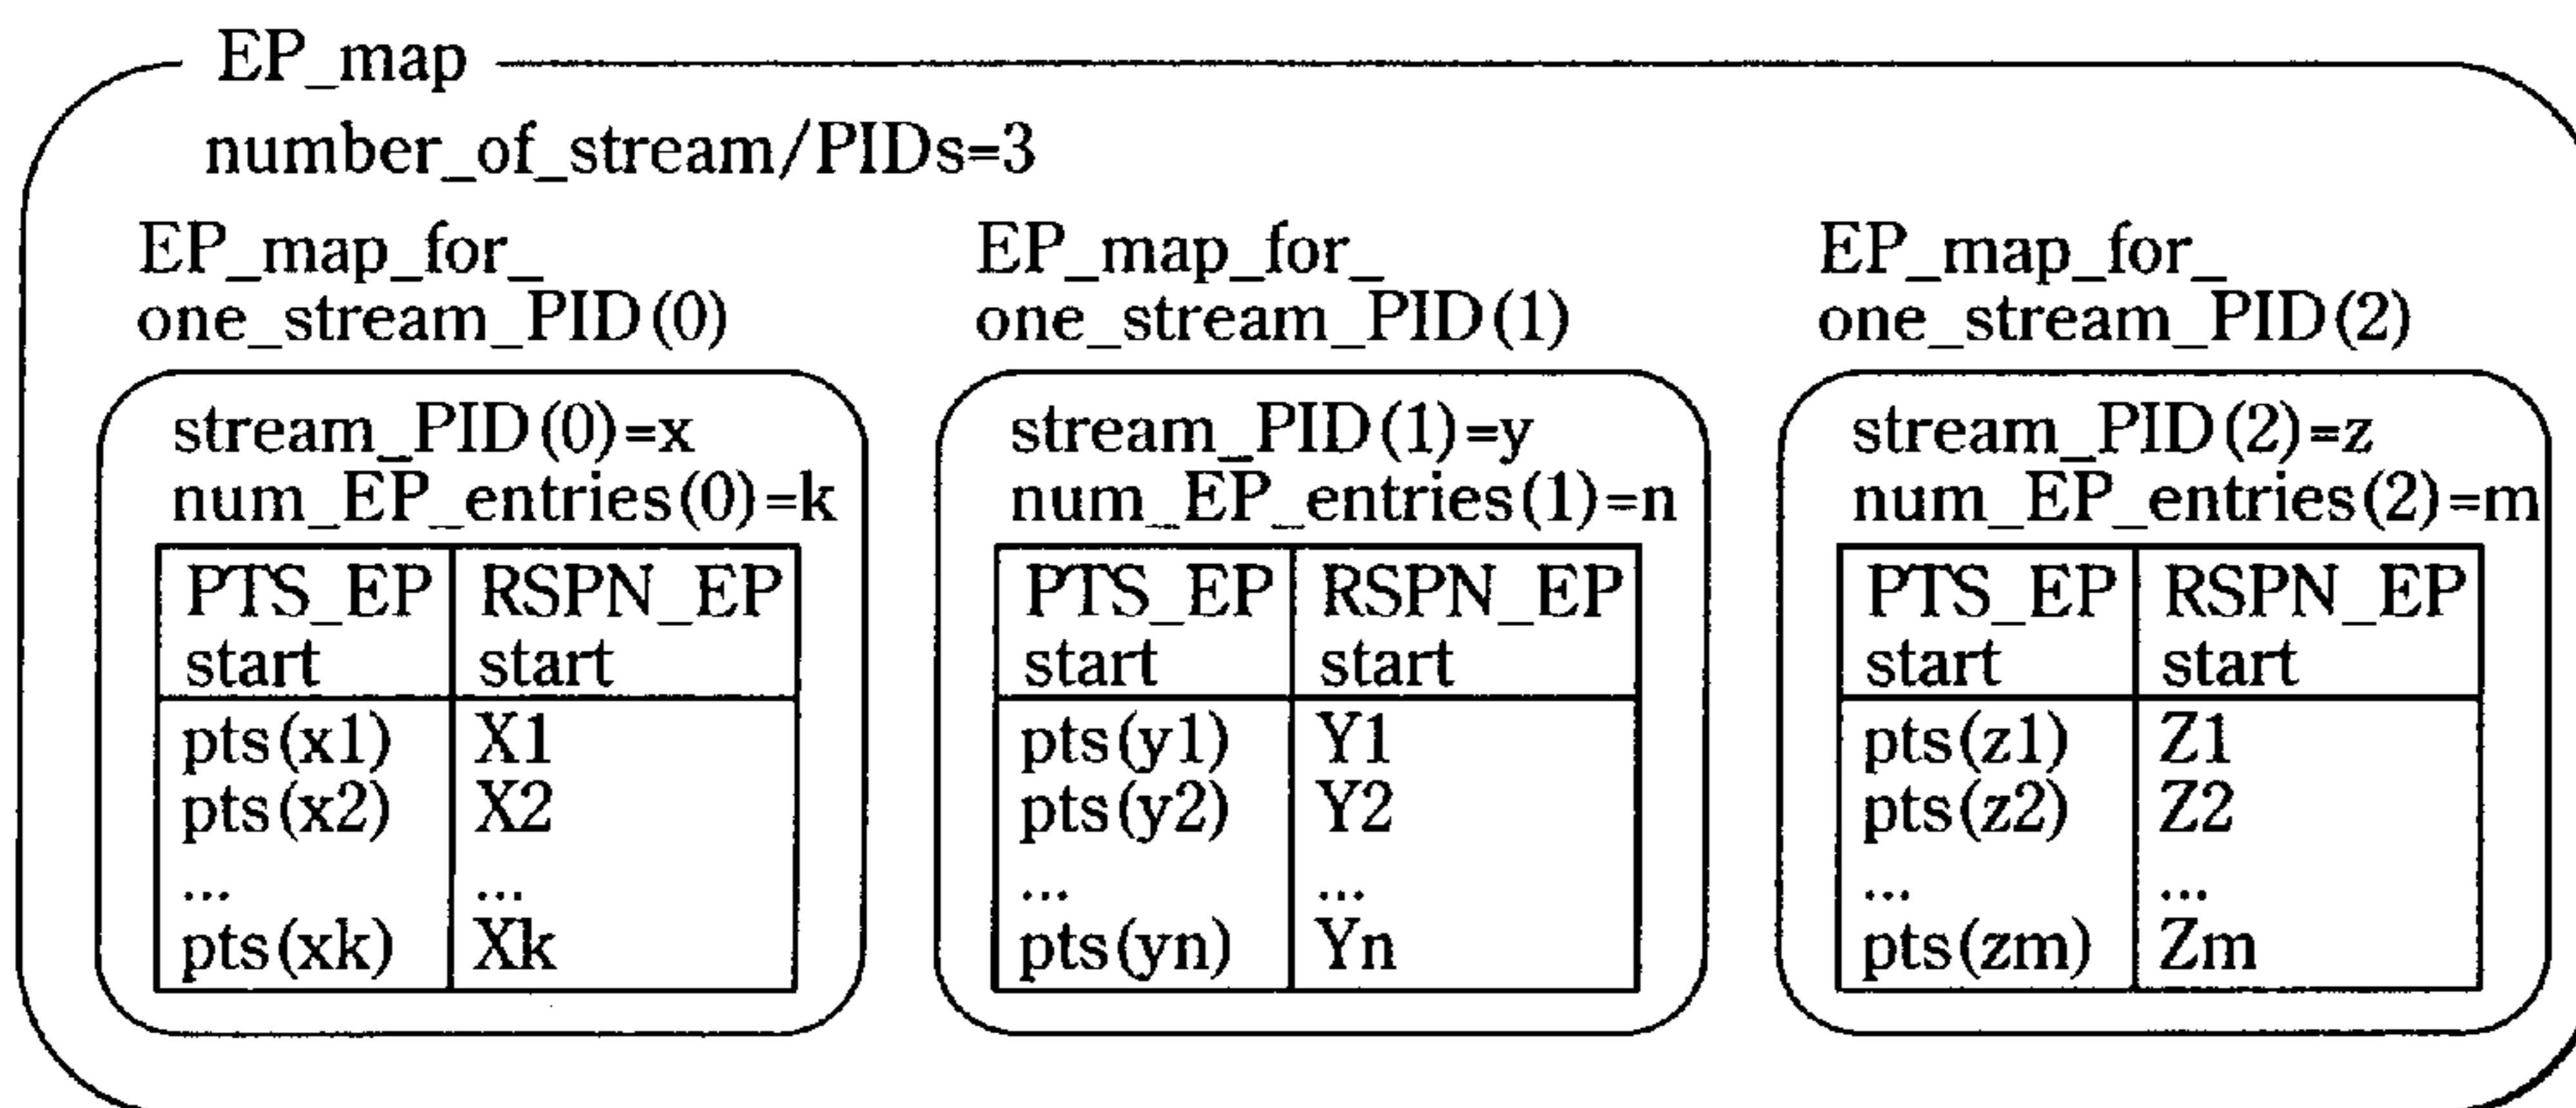 EP_map
number_of_stream/PIDs=3
EP_map_for_
one_stream_PID(0)
stream_PID(0)=x
num_EP_entries(0)=k
PTS_EP RSPN_EP
start start
pts(x1) X1
pts(x2) X2
... ...
pts(xk) Xk
EP_map_for_
one_stream_PID(1)
stream_PID(1)=y
num_EP_entries(1)=n
PTS_EP RSPN_EP
start start
pts(y1) Y1
pts(y2) Y2
... ...
pts(yn) Yn
EP_map_for_
one_stream_PID(2)
stream_PID(2)=z
num_EP_entries(2)=m
PTS_EP RSPN_EP
start start
pts(z1) Z1
pts(z2) Z2
... ...
pts(zm) Zm